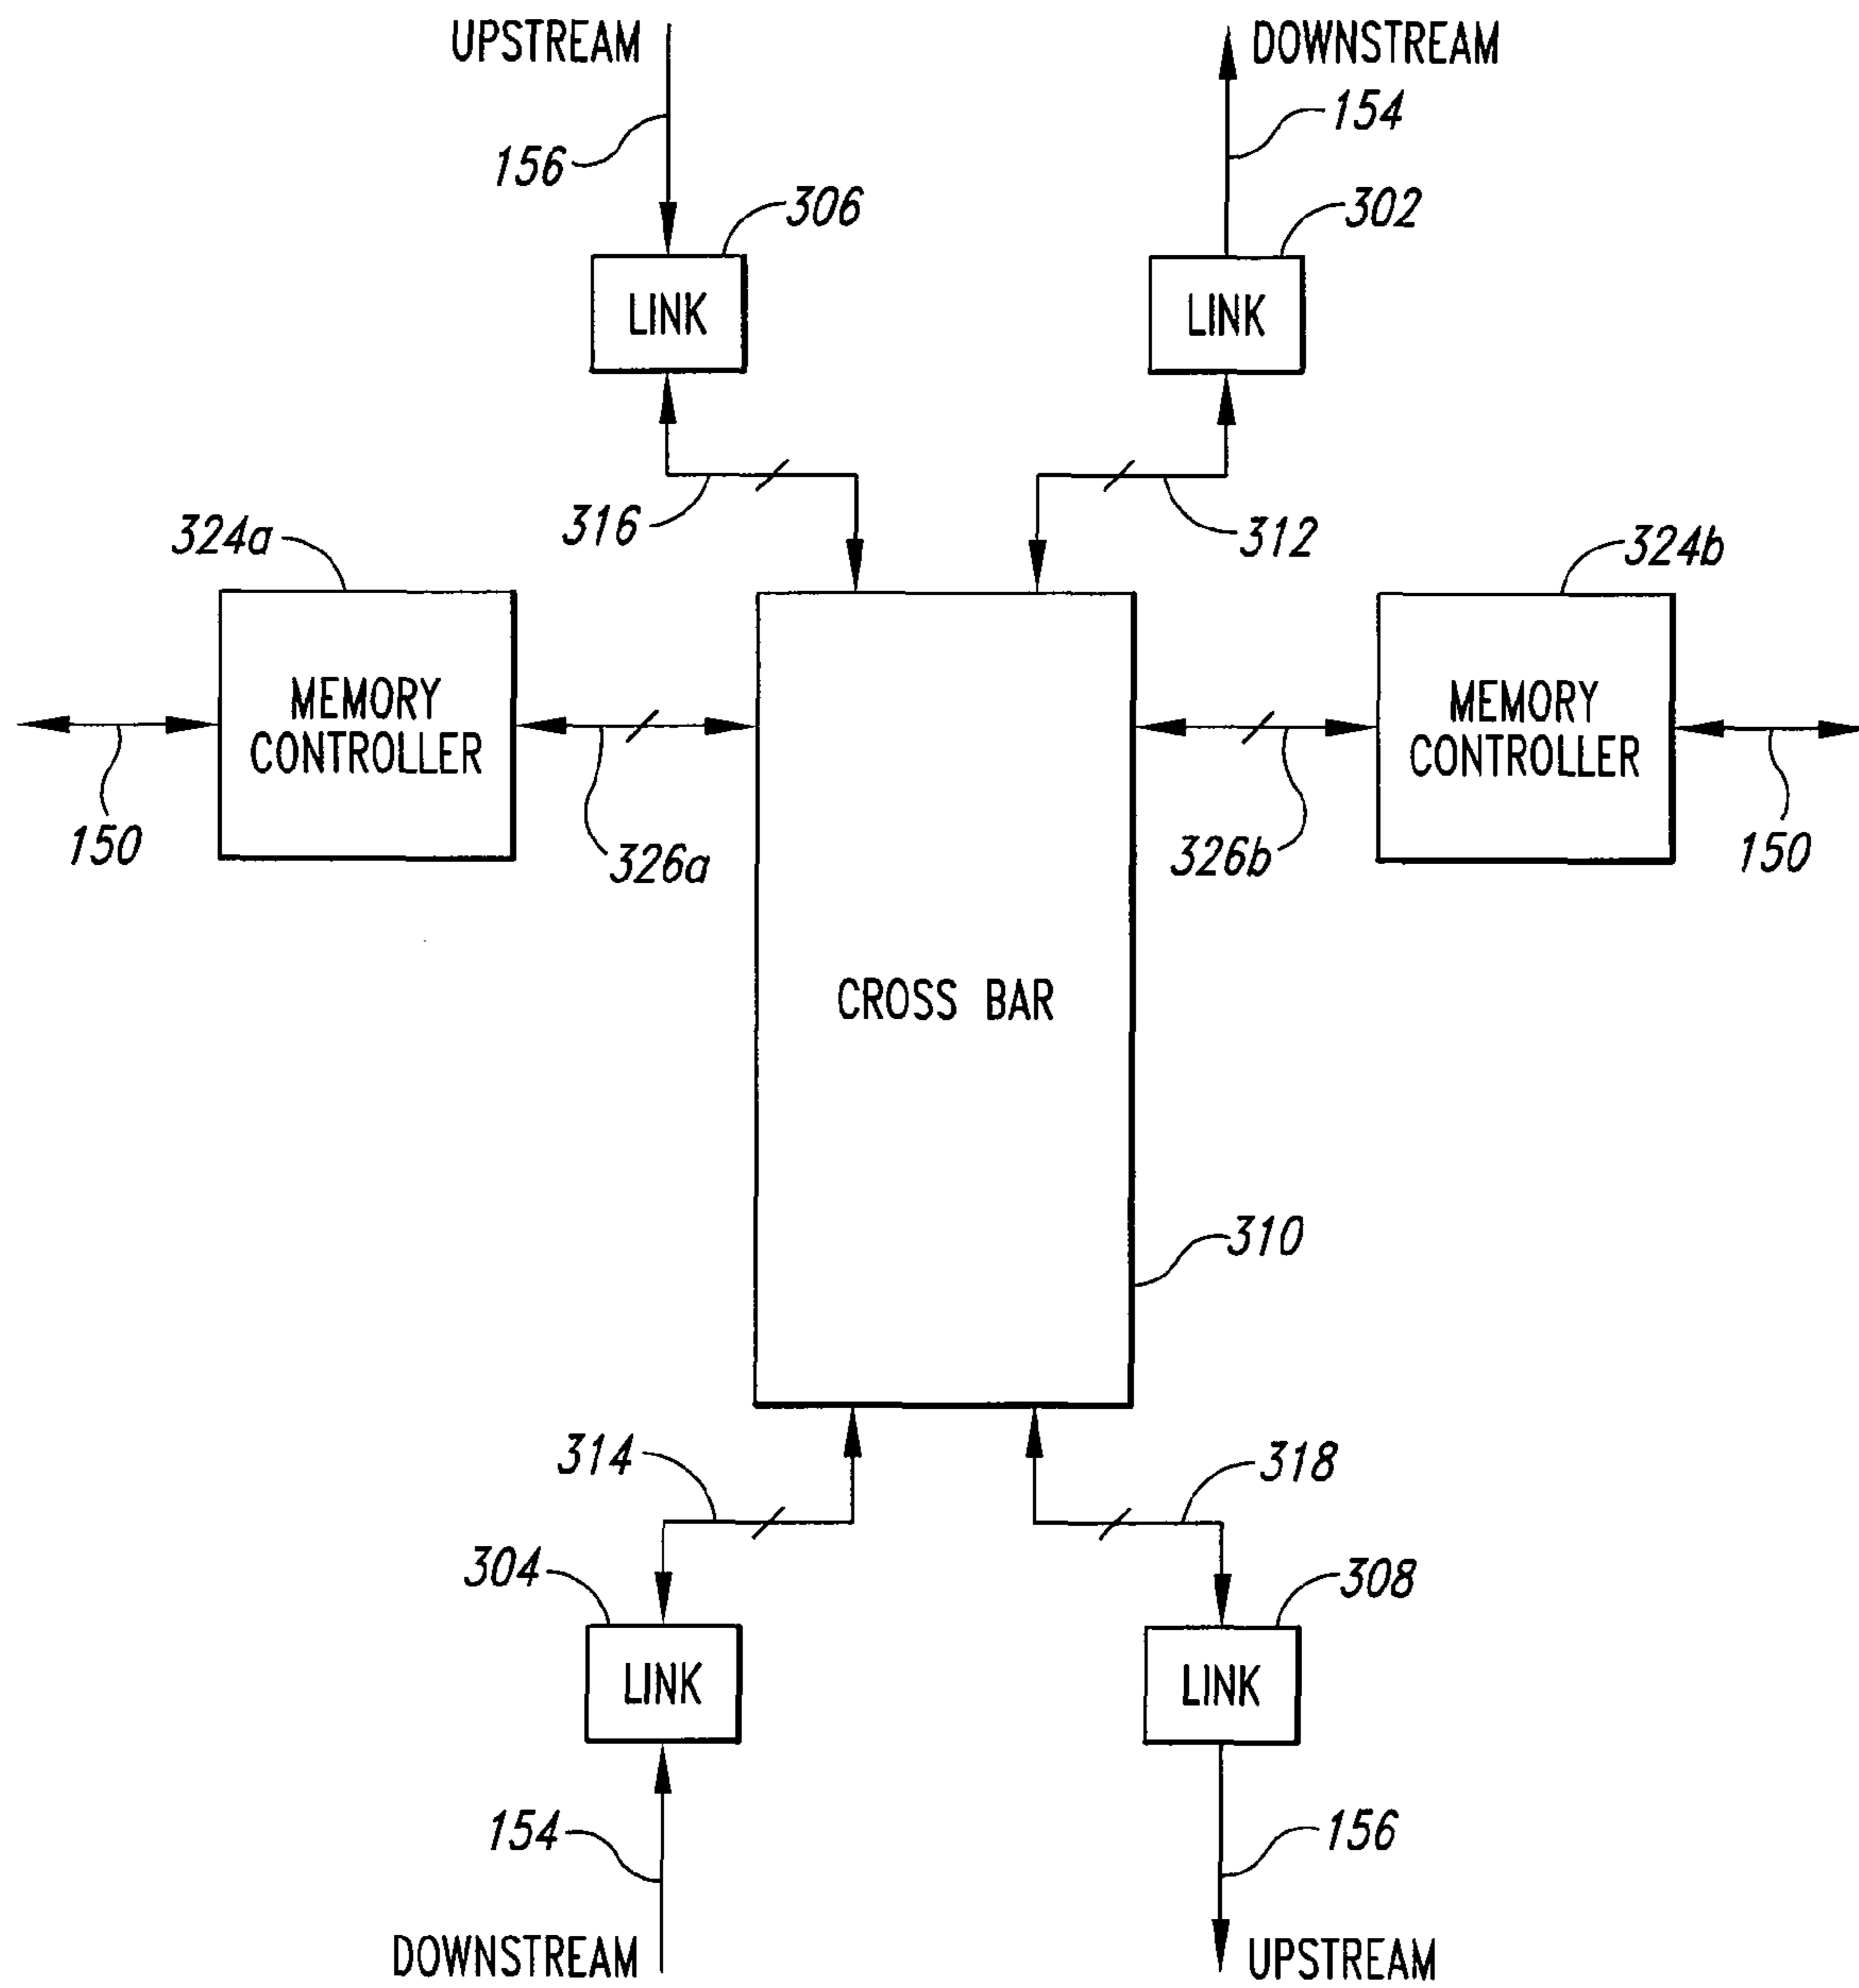 UPSTREAM
DOWNSTREAM
154
156
306
302
LINK
LINK
316
312
324a
324b
MEMORY
CONTROLLER
MEMORY
CONTROLLER
150
326a
326b
150
CROSS BAR
310
314
318
304
308
LINK
LINK
154
156
DOWNSTREAM
UPSTREAM